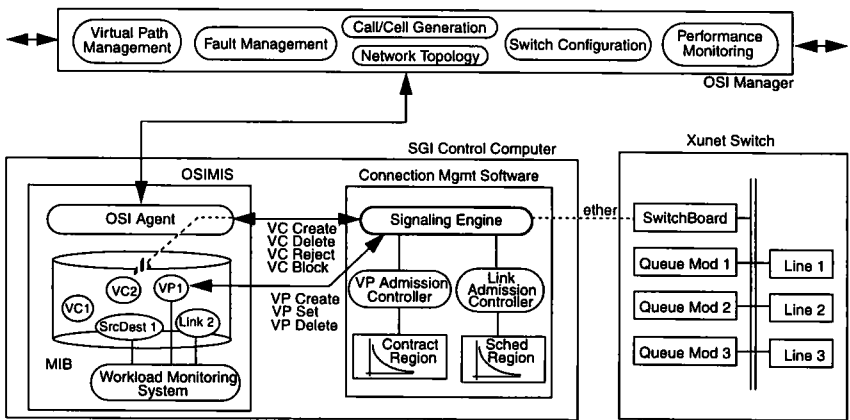 Virtual Path
Management
Fault Management
Call/Cell Generation
Network Topology
Switch Configuration
Performance
Monitoring
OSI Manager
SGI Control Computer
Xunet Switch
OSIMIS
Connection Mgmt Software
OSI Agent
VC Create
VC Delete
VC Reject
VC Block
Signaling Engine
ether
SwitchBoard
VC1
VC2
VP1
SrcDest 1
Link 2
MIB
Workload Monitoring
System
VP Create
VP Set
VP Delete
VP Admission
Controller
Link
Admission
Controller
Contract
Region
Sched
Region
Queue Mod 1
Line 1
Queue Mod 2
Line 2
Queue Mod 3
Line 3